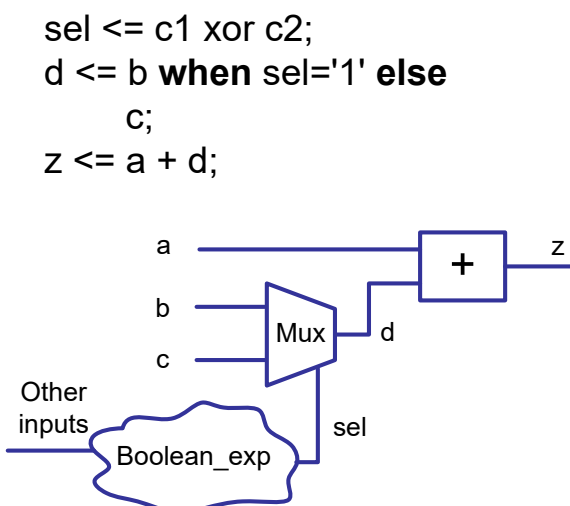 sel <= c1 xor c2;
d <= b when sel='1' else
c;
z <= a + d;
a
+
z
b
Mux
d
c
Other
inputs
sel
Boolean_exp